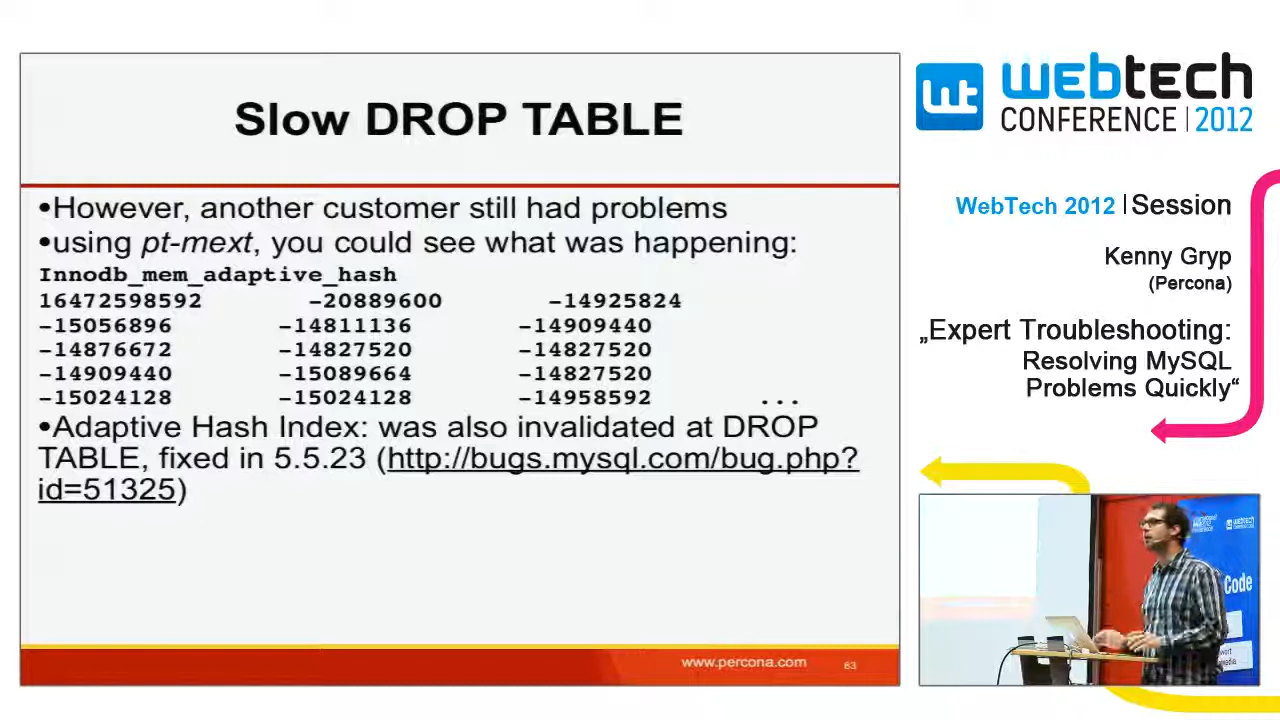 Slow DROP TABLE
•However, another customer still had problems
•using pt-mext, you could see what was happening:
Innodb_mem_adaptive_hash
16472598592 -20889600 -14925824
-15056896 -14811136 -14909440
-14876672 -14827520 -14827520
-14909440 -15089664 -14827520
-15024128 -15024128 -14958592 ...
•Adaptive Hash Index: was also invalidated at DROP
TABLE, fixed in 5.5.23 (http://bugs.mysql.com/bug.php?
id=51325)
www.percona.com 63
wt webtech
CONFERENCE | 2012
WebTech 2012 | Session
Kenny Gryp
(Percona)
„Expert Troubleshooting:
Resolving MySQL
Problems Quickly“
Code